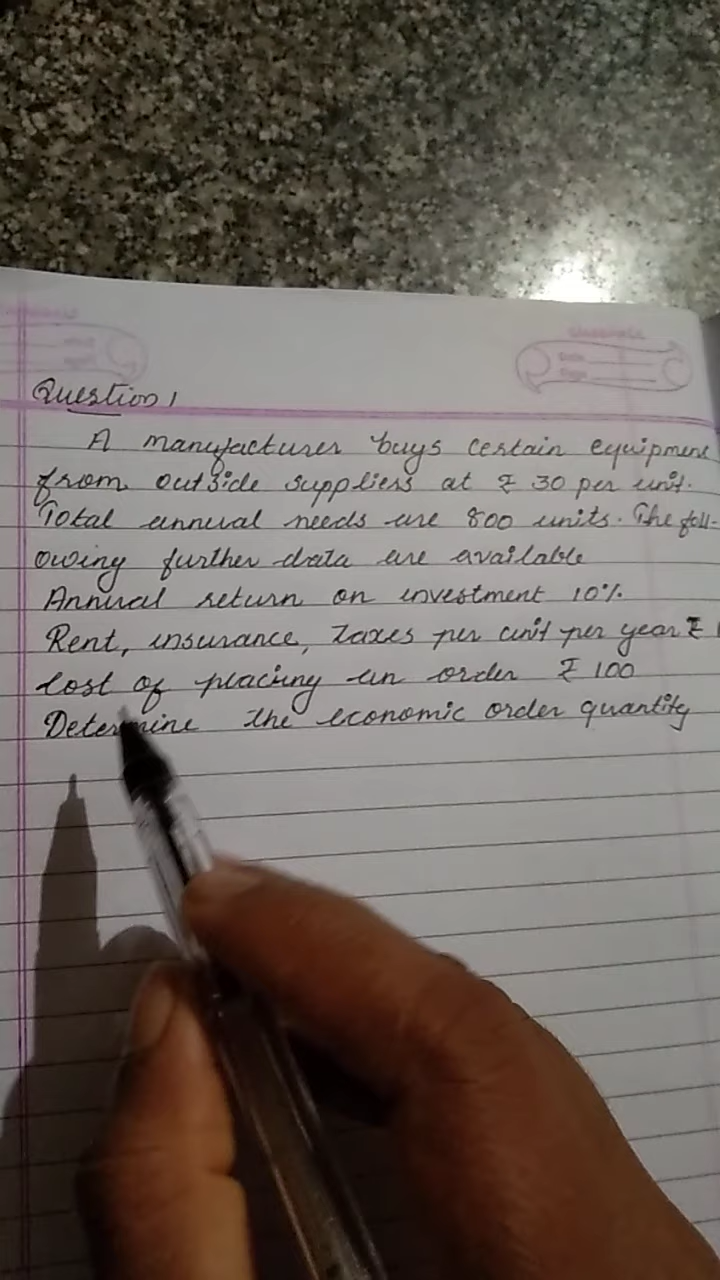 Question 1
A manufacturer buys certain equipment
from outside suppliers at ₹ 30 per unit.
Total annual needs are 800 units. The foll-
owing further data are available
Annual return on investment 10%
Rent, insurance, Taxes per unit per year ₹ 1
Cost of placing an order ₹ 100
Determine the economic order quantity